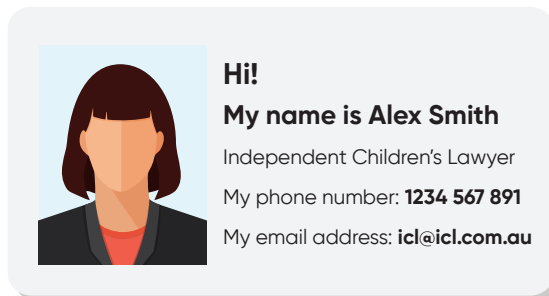 Hi!
My name is Alex Smith
Independent Children's Lawyer
My phone number: 1234 567 891
My email address: icl@icl.com.au